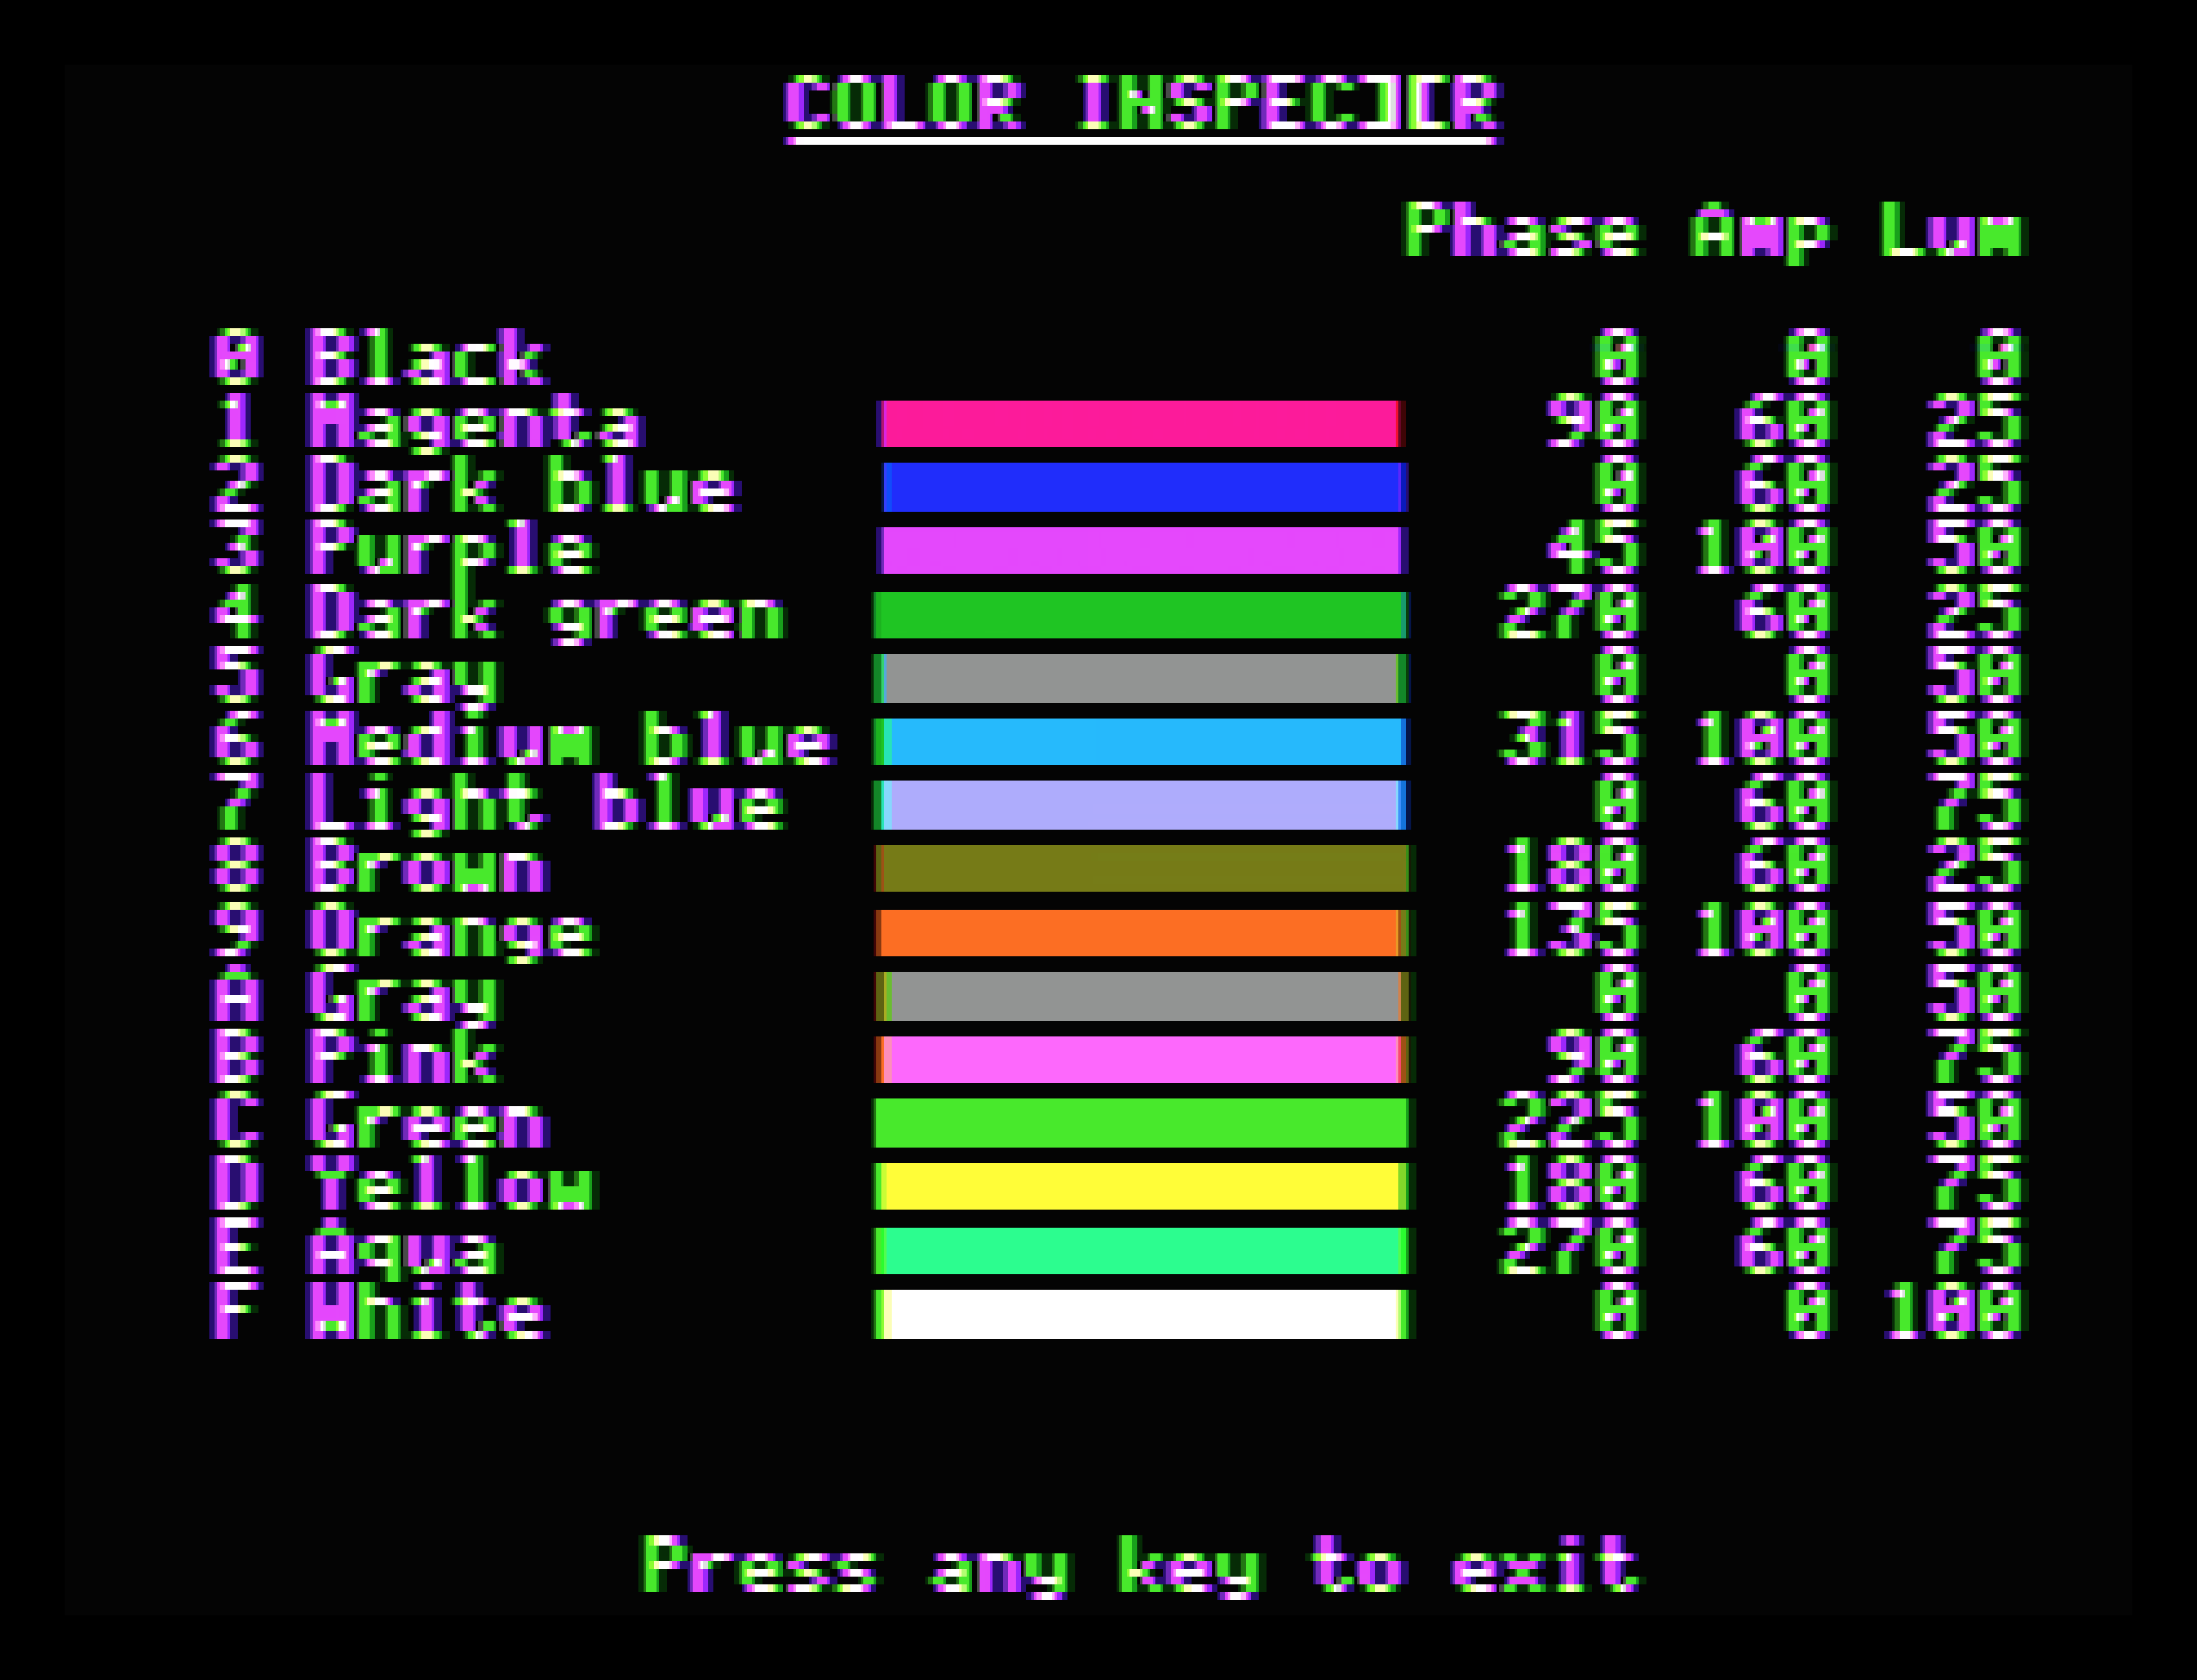 COLOR INSPECTOR
Phase Amp Lum
0 Black 0 0 0
1 Magenta 90 60 25
2 Dark blue 0 60 25
3 Purple 45 100 50
4 Dark green 270 60 25
5 Gray 0 0 50
6 Medium blue 315 100 50
7 Light blue 0 60 75
8 Brown 180 60 25
9 Orange 135 100 50
A Gray 0 0 50
B Pink 90 60 75
C Green 225 100 50
D Yellow 180 60 75
E Aqua 270 60 75
F White 0 0 100
Press any key to exit